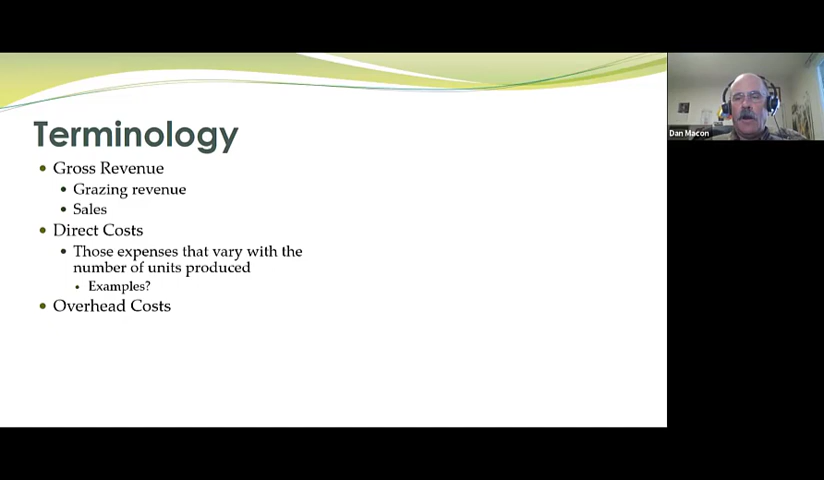 Terminology
Gross Revenue
Grazing revenue
Sales
Direct Costs
Those expenses that vary with the
number of units produced
Examples?
Overhead Costs
Dan Macon